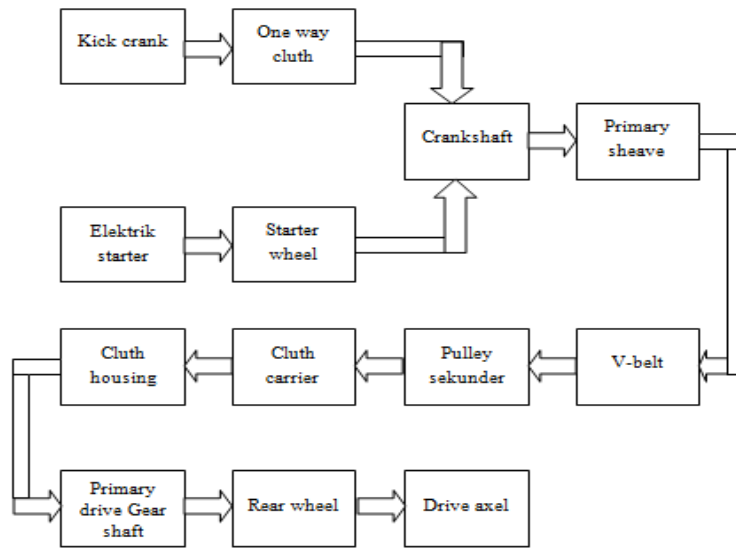 Kick crank
One way
cluth
Crankshaft
Primary
sheave
Elektrik
starter
Starter
wheel
Cluth
housing
Cluth
carrier
Pulley
sekunder
V-belt
Primary
drive Gear
shaft
Rear wheel
Drive axel